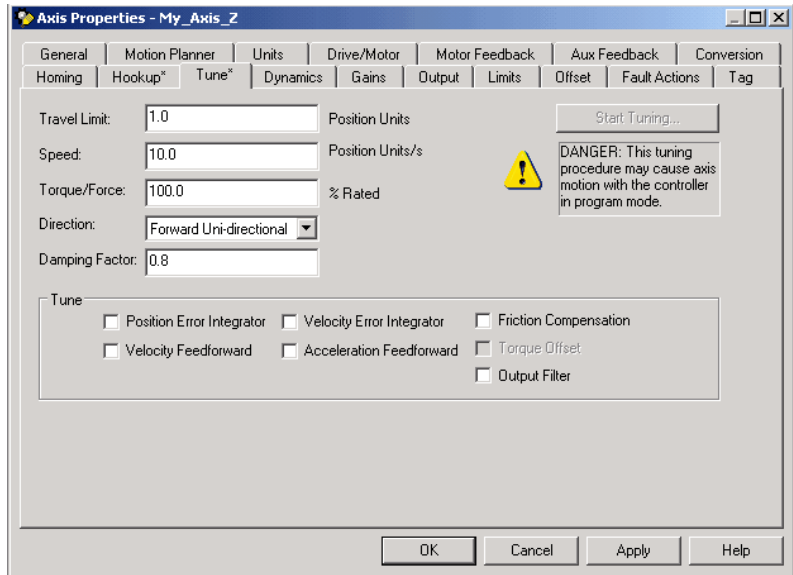 Axis Properties - My_Axis_Z
General Motion Planner Units Drive/Motor Motor Feedback Aux Feedback Conversion
Homing Hookup* Tune* Dynamics Gains Output Limits Offset Fault Actions Tag
Travel Limit: 1.0 Position Units
Start Tuning...
Speed: 10.0 Position Units/s
DANGER: This tuning
procedure may cause axis
motion with the controller
in program mode.
Torque/Force: 100.0 % Rated
Direction: Forward Uni-directional
Damping Factor: 0.8
Tune
Position Error Integrator Velocity Error Integrator Friction Compensation
Velocity Feedforward Acceleration Feedforward Torque Offset
Output Filter
OK Cancel Apply Help